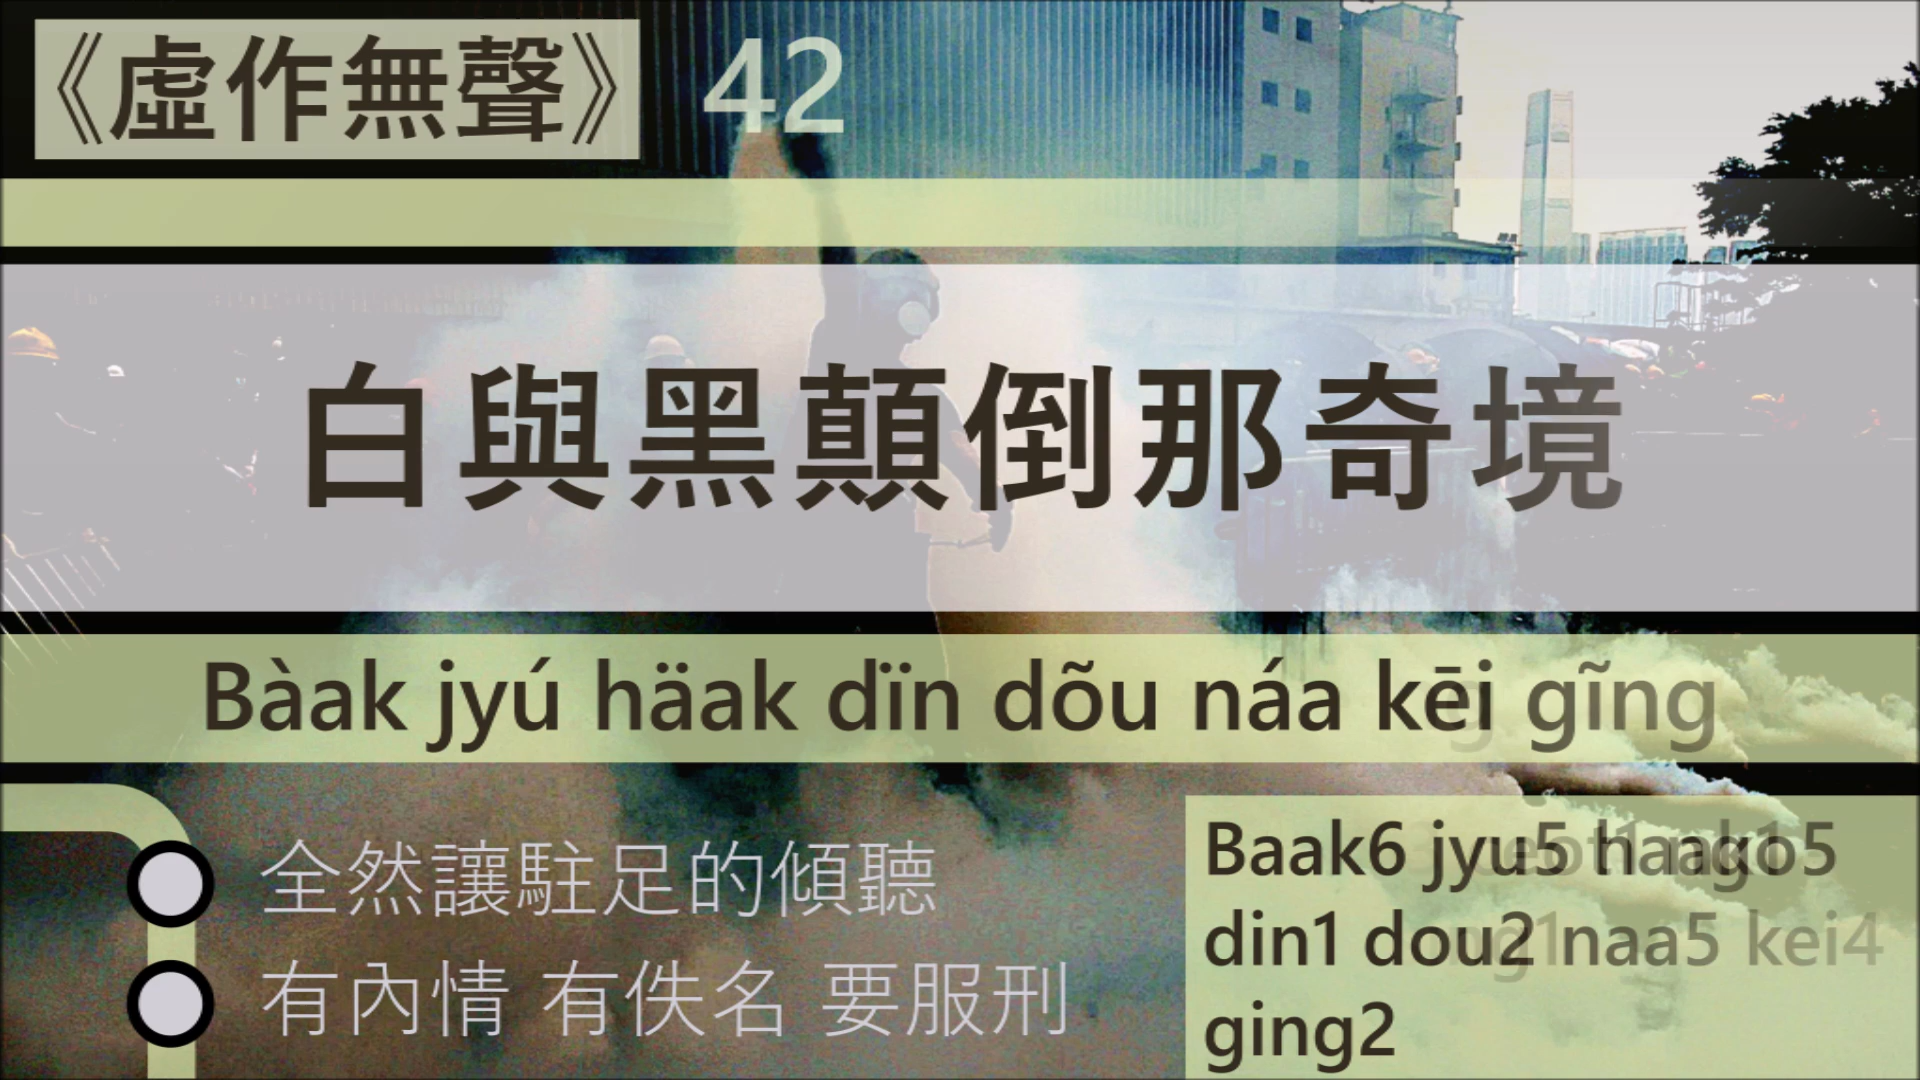 《虛作無聲》 42
白與黑顛倒那奇境
Bàak jyú häak dïn dõu náa kēi gĩng
全然讓駐足的傾聽
有內情 有佚名 要服刑
Baak6 jyu5
din1 dou2 naa5 kei4
ging2